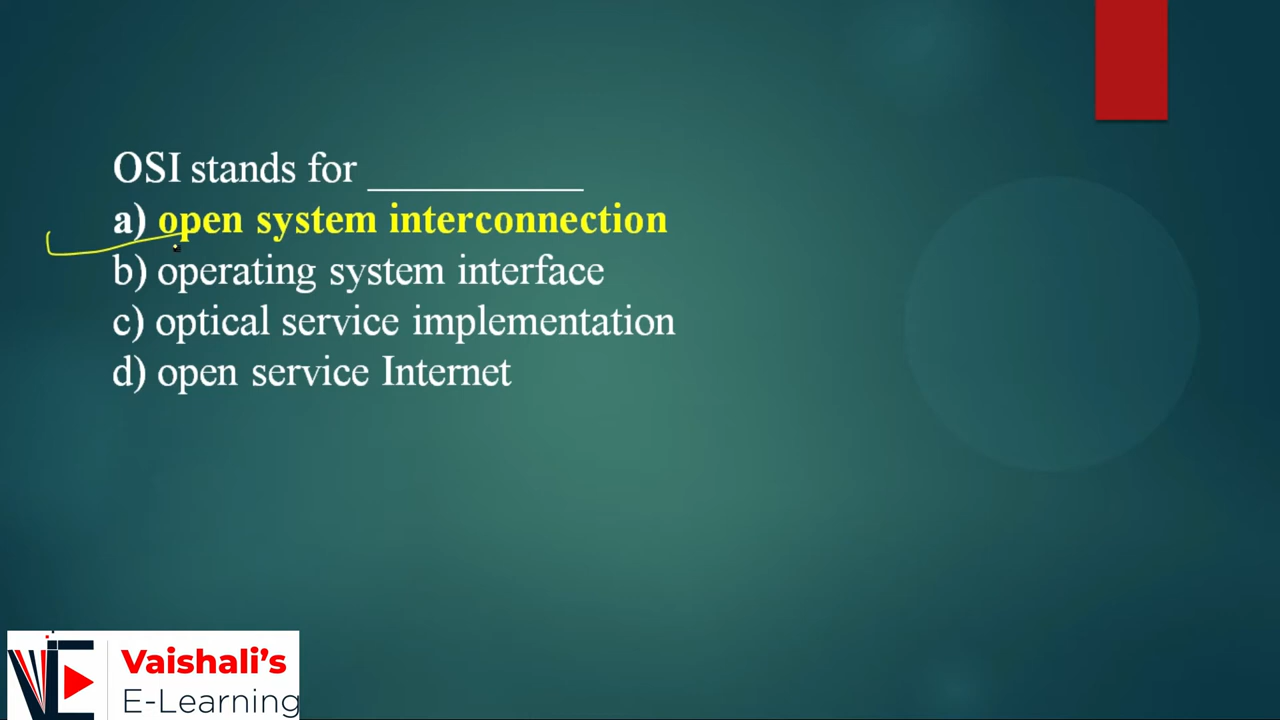 OSI stands for ___________
a) open system interconnection
b) operating system interface
c) optical service implementation
d) open service Internet
Vaishali's
E-Learning